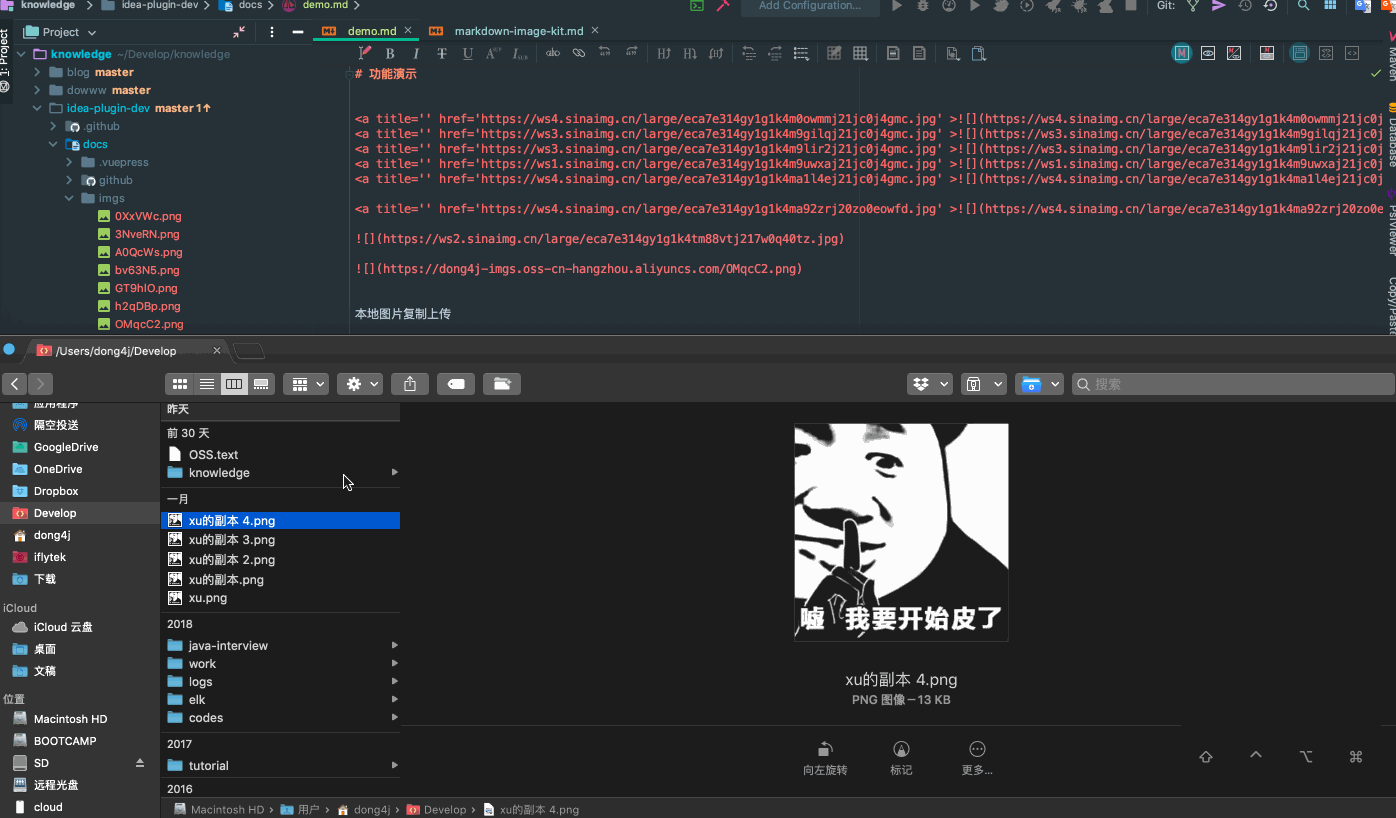 knowledge > idea-plugin-dev > docs > demo.md >
Add Configuration...
Git:
1: Project
Project
demo.md ×
markdown-image-kit.md ×
knowledge ~/Develop/knowledge
blog master
dowww master
idea-plugin-dev master 1↑
.github
docs
.vuepress
github
imgs
0XxVWc.png
3NveRN.png
A0QcWs.png
bv63N5.png
GT9hIO.png
h2qDBp.png
OMqcC2.png
# 功能演示
<a title='' href='https://ws4.sinaimg.cn/large/eca7e314gy1g1k4m0owmmj21jc0j4gmc.jpg' >![](https://ws4.sinaimg.cn/large/eca7e314gy1g1k4m0owmmj21jc0j
<a title='' href='https://ws3.sinaimg.cn/large/eca7e314gy1g1k4m9gilqj21jc0j4gmc.jpg' >![](https://ws3.sinaimg.cn/large/eca7e314gy1g1k4m9gilqj21jc0j
<a title='' href='https://ws3.sinaimg.cn/large/eca7e314gy1g1k4m9lir2j21jc0j4gmc.jpg' >![](https://ws3.sinaimg.cn/large/eca7e314gy1g1k4m9lir2j21jc0j
<a title='' href='https://ws1.sinaimg.cn/large/eca7e314gy1g1k4m9uwxaj21jc0j4gmc.jpg' >![](https://ws1.sinaimg.cn/large/eca7e314gy1g1k4m9uwxaj21jc0j
<a title='' href='https://ws4.sinaimg.cn/large/eca7e314gy1g1k4ma1l4ej21jc0j4gmc.jpg' >![](https://ws4.sinaimg.cn/large/eca7e314gy1g1k4ma1l4ej21jc0j
<a title='' href='https://ws4.sinaimg.cn/large/eca7e314gy1g1k4ma92zrj20zo0eowfd.jpg' >![](https://ws4.sinaimg.cn/large/eca7e314gy1g1k4ma92zrj20zo0e
![](https://ws2.sinaimg.cn/large/eca7e314gy1g1k4tm88vtj217w0q40tz.jpg)
![](https://dong4j-imgs.oss-cn-hangzhou.aliyuncs.com/OMqcC2.png)
本地图片复制上传
Maven
Database
PsiViewer
Copy/Paste
/Users/dong4j/Develop ×
搜索
应用程序
隔空投送
GoogleDrive
OneDrive
Dropbox
Develop
dong4j
iflytek
下载
iCloud
iCloud 云盘
桌面
文稿
位置
Macintosh HD
BOOTCAMP
SD
远程光盘
cloud
昨天
前 30 天
OSS.text
knowledge
一月
xu的副本 4.png
xu的副本 3.png
xu的副本 2.png
xu的副本.png
xu.png
2018
java-interview
work
logs
elk
codes
2017
tutorial
2016
嘘 我要开始皮了
xu的副本 4.png
PNG 图像 – 13 KB
向左旋转
标记
更多...
Macintosh HD › 用户 › dong4j › Develop › xu的副本 4.png